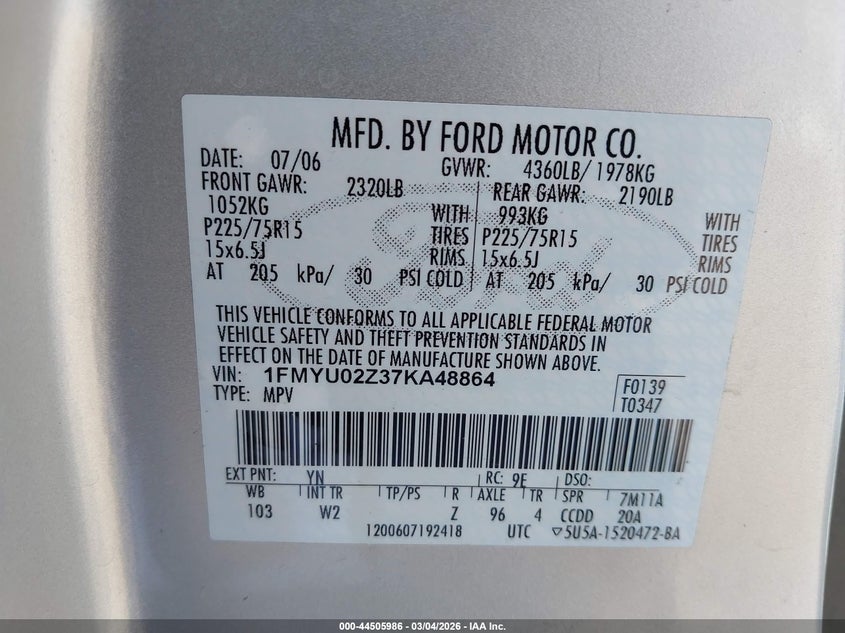 MFD. BY FORD MOTOR CO.
DATE: 07/06 GVWR: 4360LB/ 1978KG
FRONT GAWR: 2320LB REAR GAWR: 2190LB
1052KG WITH 993KG WITH
P225/75R15 TIRES P225/75R15 TIRES
15x6.5J RIMS 15x6.5J RIMS
AT 205 kPa/ 30 PSI COLD AT 205 kPa/ 30 PSI COLD
Ford
THIS VEHICLE CONFORMS TO ALL APPLICABLE FEDERAL MOTOR
VEHICLE SAFETY AND THEFT PREVENTION STANDARDS IN
EFFECT ON THE DATE OF MANUFACTURE SHOWN ABOVE.
VIN: 1FMYU02Z37KA48864
TYPE: MPV
F0139
T0347
EXT PNT: YN RC: 9E DSO:
WB INT TR TP/PS R AXLE TR SPR 7M11A
103 W2 Z 96 4 CCDD 20A
1200607192418 UTC ▽5U5A-1520472-BA
000-44505986 - 03/04/2026 - IAA Inc.